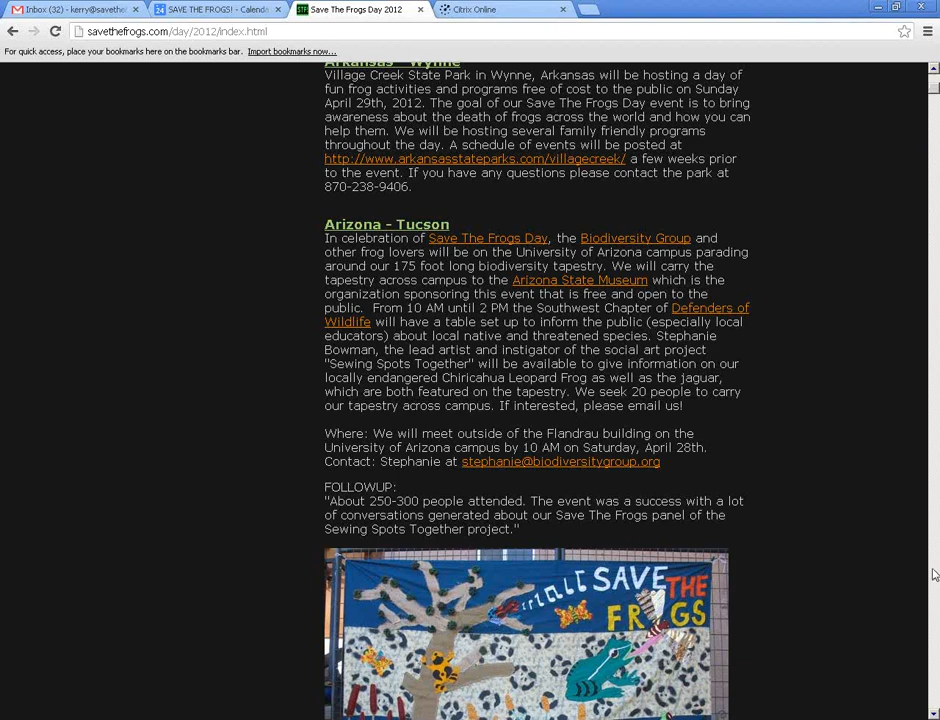 Inbox (32) - kerry@savethef
SAVE THE FROGS! - Calenda
Save The Frogs Day 2012
Citrix Online
savethefrogs.com/day/2012/index.html
For quick access, place your bookmarks here on the bookmarks bar. Import bookmarks now...
Arkansas - Wynne
Village Creek State Park in Wynne, Arkansas will be hosting a day of
fun frog activities and programs free of cost to the public on Sunday
April 29th, 2012. The goal of our Save The Frogs Day event is to bring
awareness about the death of frogs across the world and how you can
help them. We will be hosting several family friendly programs
throughout the day. A schedule of events will be posted at
http://www.arkansasstateparks.com/villagecreek/ a few weeks prior
to the event. If you have any questions please contact the park at
870-238-9406.
Arizona - Tucson
In celebration of Save The Frogs Day, the Biodiversity Group and
other frog lovers will be on the University of Arizona campus parading
around our 175 foot long biodiversity tapestry. We will carry the
tapestry across campus to the Arizona State Museum which is the
organization sponsoring this event that is free and open to the
public.  From 10 AM until 2 PM the Southwest Chapter of Defenders of
Wildlife will have a table set up to inform the public (especially local
educators) about local native and threatened species. Stephanie
Bowman, the lead artist and instigator of the social art project
"Sewing Spots Together" will be available to give information on our
locally endangered Chiricahua Leopard Frog as well as the jaguar,
which are both featured on the tapestry. We seek 20 people to carry
our tapestry across campus. If interested, please email us!
Where: We will meet outside of the Flandrau building on the
University of Arizona campus by 10 AM on Saturday, April 28th.
Contact: Stephanie at stephanie@biodiversitygroup.org
FOLLOWUP:
"About 250-300 people attended. The event was a success with a lot
of conversations generated about our Save The Frogs panel of the
Sewing Spots Together project."
SAVE THE
FROGS